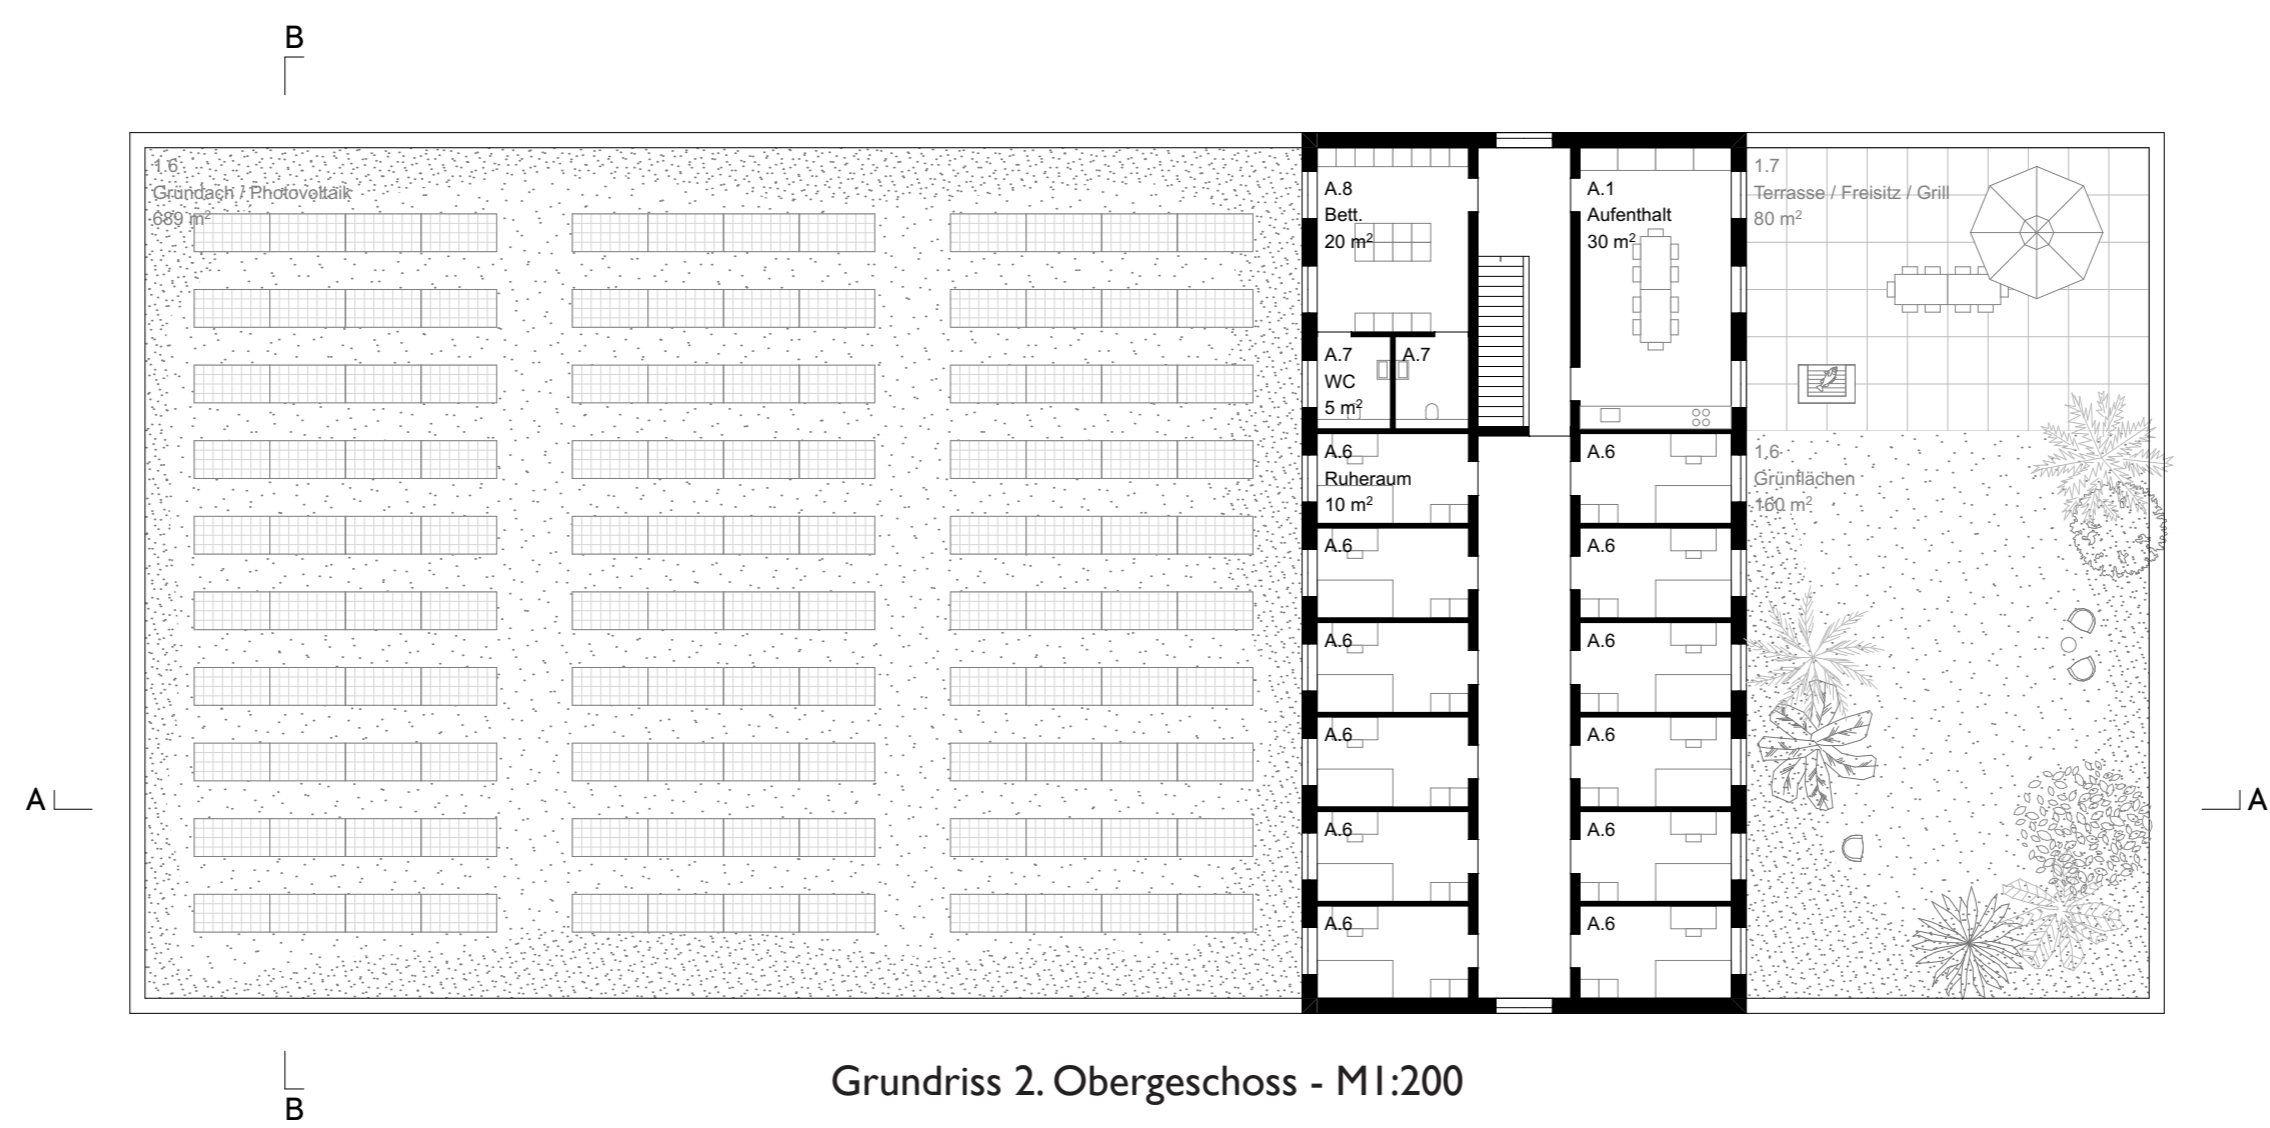 B
1.6
Gründach / Photovoltaik
689 m²
A.8
Bett.
20 m²
A.1
Aufenthalt
30 m²
1.7
Terrasse / Freisitz / Grill
80 m²
A.7
WC
5 m²
A.7
A.6
Ruheraum
10 m²
A.6
1.6
Grünflächen
160 m²
A.6
A.6
A.6
A.6
A.6
A.6
A
A
A.6
A.6
A.6
A.6
B
Grundriss 2. Obergeschoss - M1:200